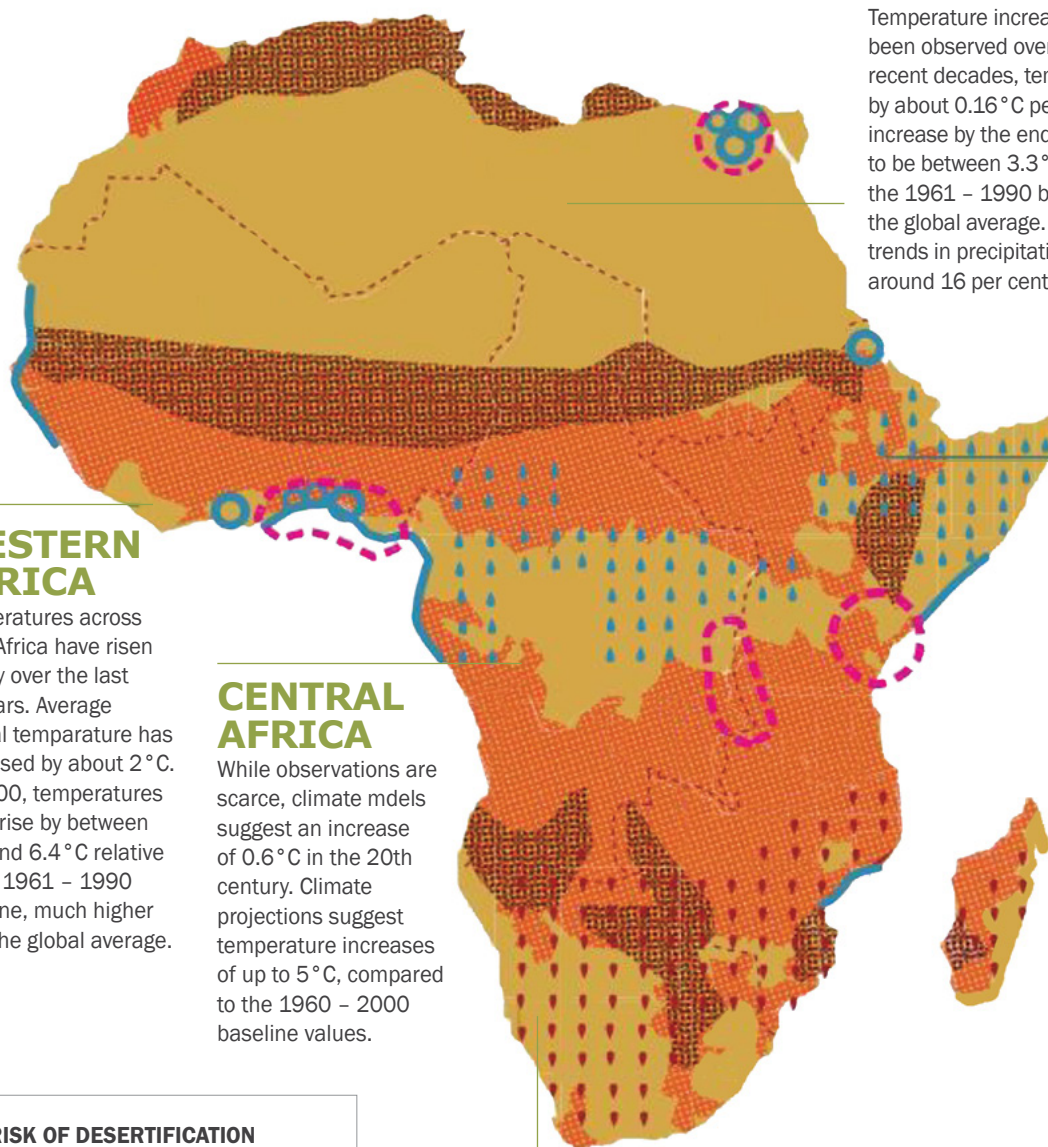 Temperature increa
been observed over
recent decades, ter
by about 0.16°C pe
increase by the end
to be between 3.3°
the 1961 – 1990 b
the global average.
trends in precipitati
around 16 per cent
ESTERN
RICA
eratures across
Africa have risen
y over the last
ars. Average
al temparature has
sed by about 2°C.
00, temperatures
rise by between
nd 6.4°C relative
1961 – 1990
ne, much higher
he global average.
CENTRAL
AFRICA
While observations are
scarce, climate mdels
suggest an increase
of 0.6°C in the 20th
century. Climate
projections suggest
temperature increases
of up to 5°C, compared
to the 1960 – 2000
baseline values.
RISK OF DESERTIFICATION